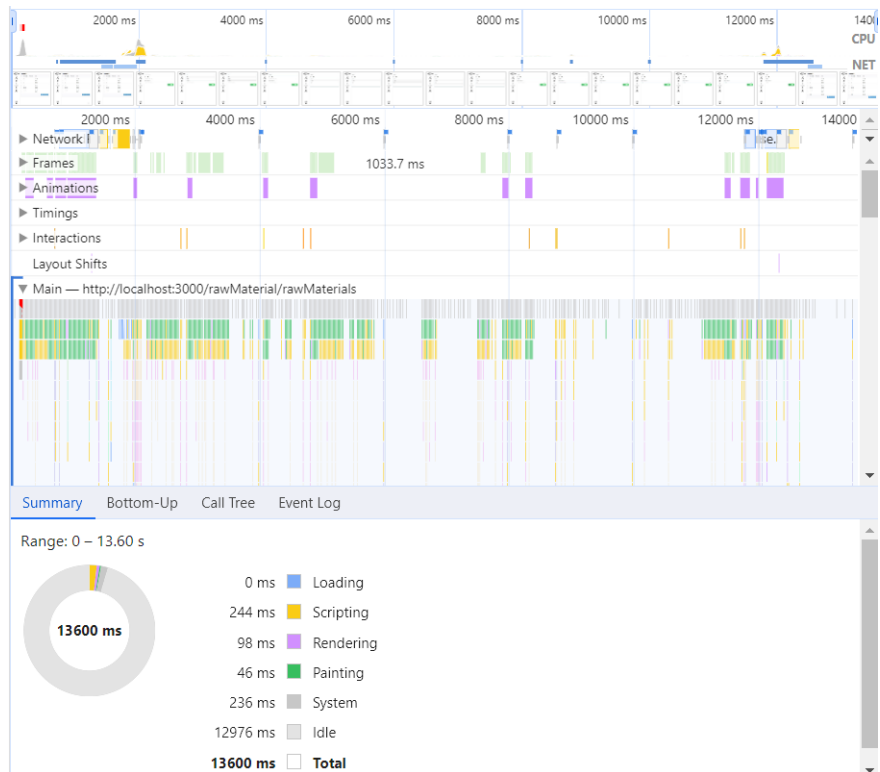 2000 ms 4000 ms 6000 ms 8000 ms 10000 ms 12000 ms 1400
CPU
NET
2000 ms 4000 ms 6000 ms 8000 ms 10000 ms 12000 ms 14000
Network
se.
Frames 1033.7 ms
Animations
Timings
Interactions
Layout Shifts
Main — http://localhost:3000/rawMaterial/rawMaterials
Summary Bottom-Up Call Tree Event Log
Range: 0 – 13.60 s
13600 ms
0 ms Loading
244 ms Scripting
98 ms Rendering
46 ms Painting
236 ms System
12976 ms Idle
13600 ms Total